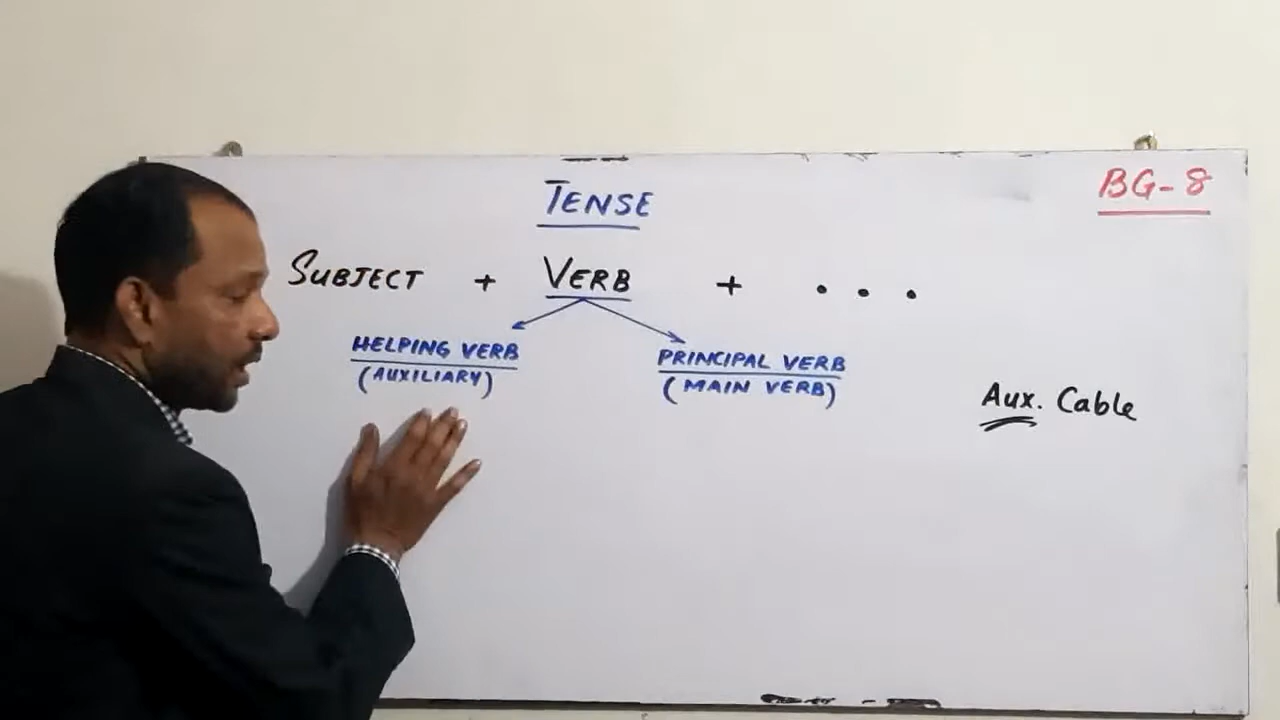 BG-8
TENSE
SUBJECT + VERB + ...
HELPING VERB
(AUXILIARY)
PRINCIPAL VERB
(MAIN VERB)
Aux. Cable